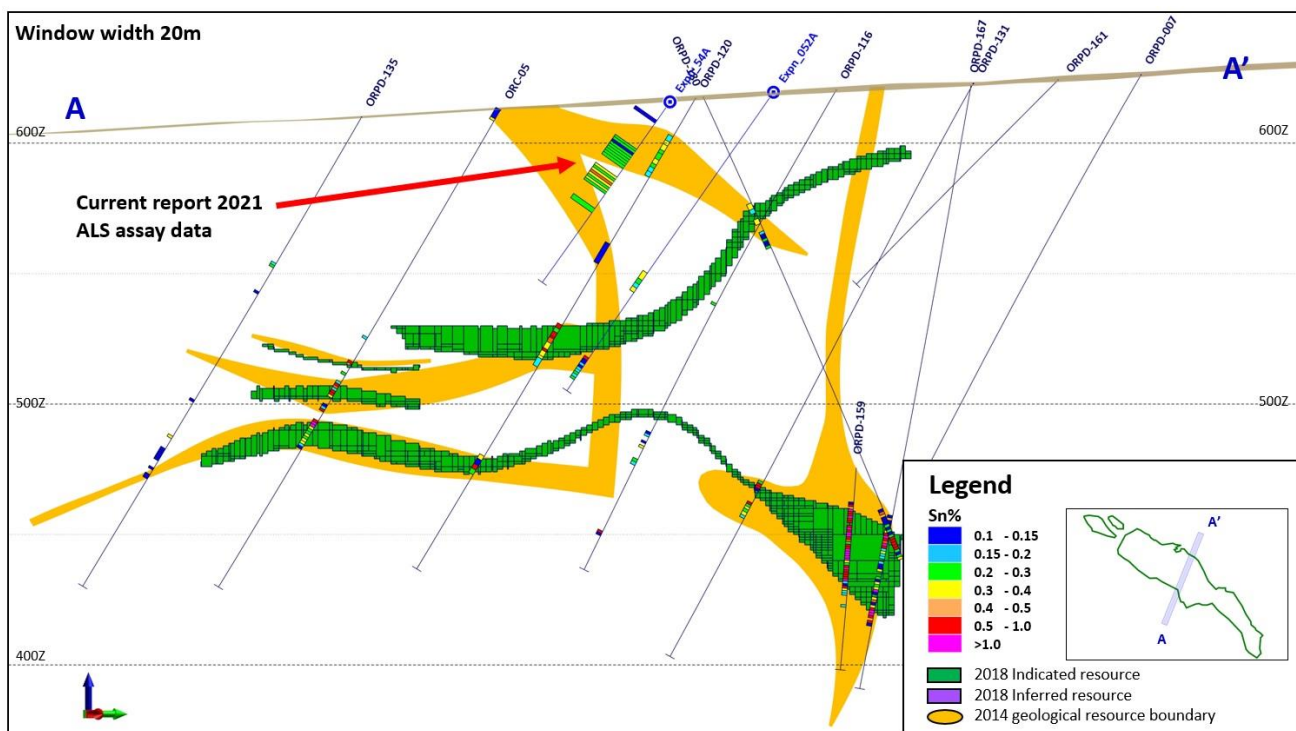 Window width 20m
A
A’
ORPD-135
ORC-05
Expn_54A
ORPD-120
Expn_052A
ORPD-116
ORPD-167
ORPD-131
ORPD-161
ORPD-007
600Z
600Z
Current report 2021
ALS assay data
500Z
500Z
ORPD-159
400Z
Legend
Sn%
0.1 - 0.15
0.15 - 0.2
0.2 - 0.3
0.3 - 0.4
0.4 - 0.5
0.5 - 1.0
>1.0
2018 Indicated resource
2018 Inferred resource
2014 geological resource boundary
A’
A